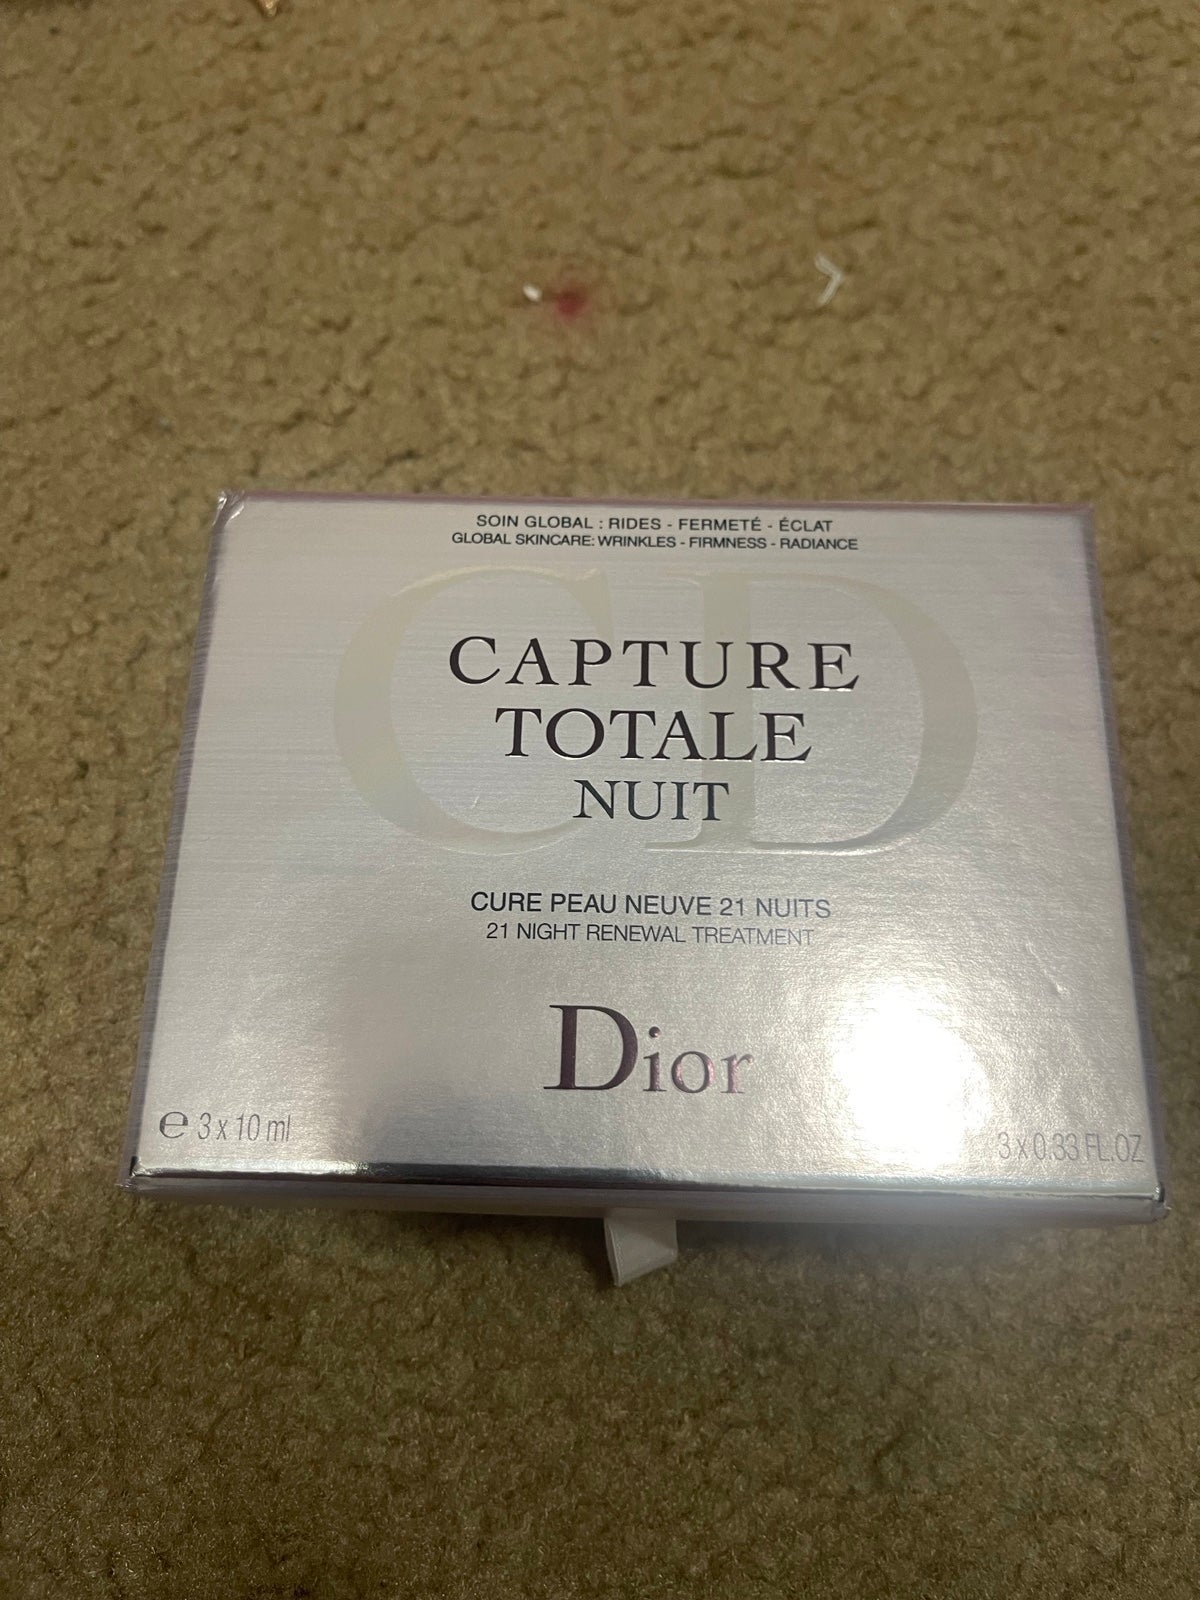 SOIN GLOBAL : RIDES - FERMETÉ - ÉCLAT
GLOBAL SKINCARE: WRINKLES - FIRMNESS - RADIANCE
CD
CAPTURE
TOTALE
NUIT
CURE PEAU NEUVE 21 NUITS
21 NIGHT RENEWAL TREATMENT
Dior
℮ 3 x 10 ml
3 x 0.33 FL.OZ